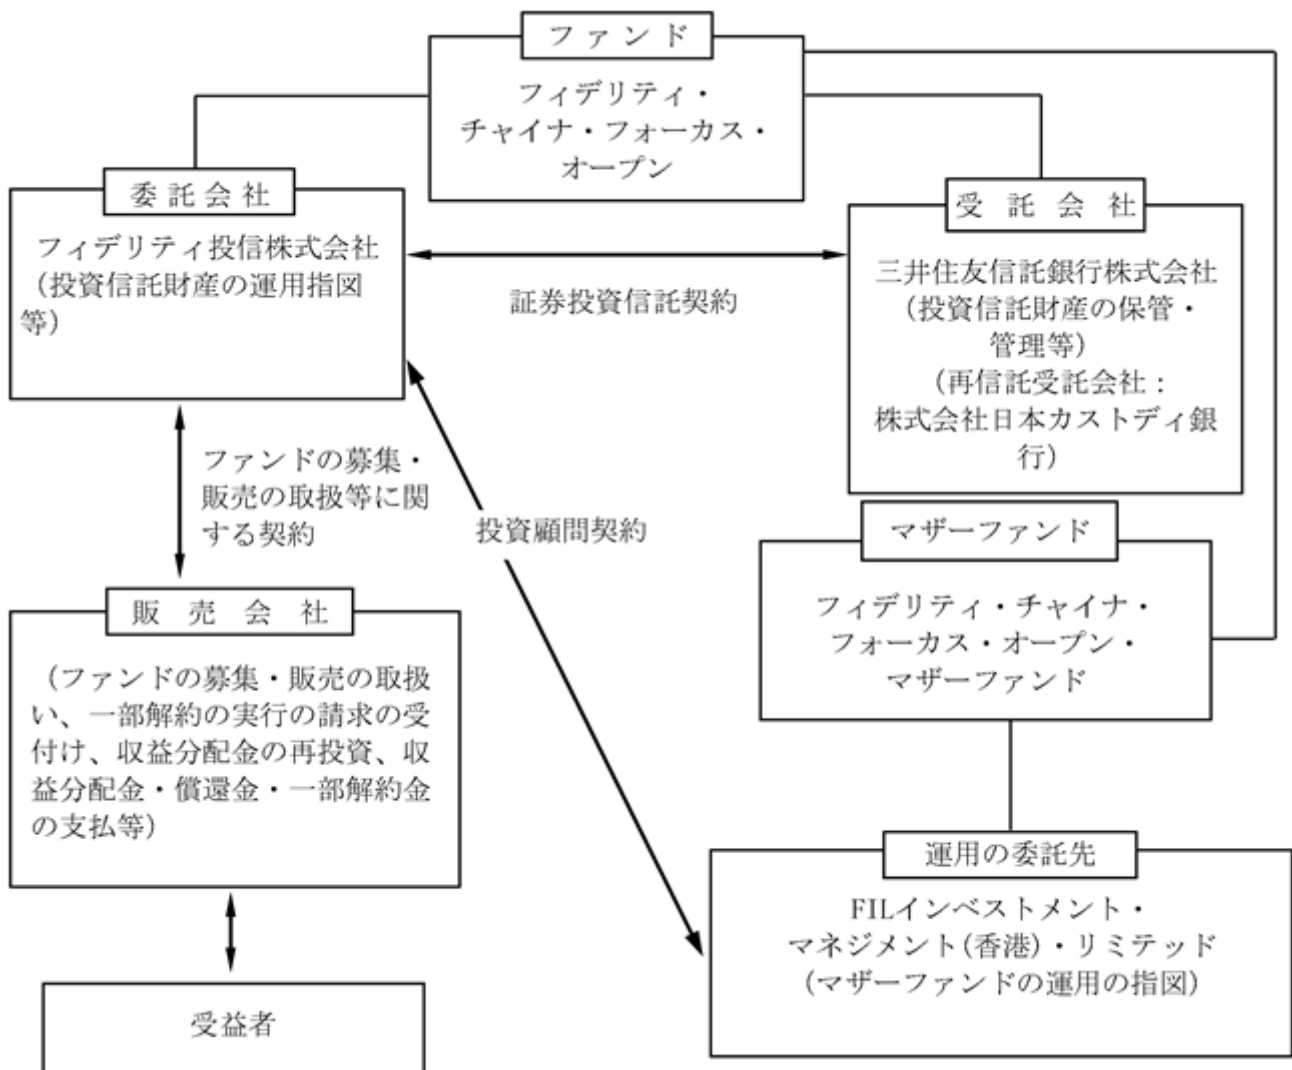 ファンド
フィデリティ・
チャイナ・フォーカス・
オープン
委託会社
フィデリティ投信株式会社
（投資信託財産の運用指図
等）
証券投資信託契約
受託会社
三井住友信託銀行株式会社
（投資信託財産の保管・
管理等）
（再信託受託会社：
株式会社日本カストディ銀
行）
ファンドの募集・
販売の取扱等に関
する契約
投資顧問契約
マザーファンド
フィデリティ・チャイナ・
フォーカス・オープン・
マザーファンド
販売会社
（ファンドの募集・販売の取扱
い、一部解約の実行の請求の受
付け、収益分配金の再投資、収
益分配金・償還金・一部解約金
の支払等）
運用の委託先
FILインベストメント・
マネジメント(香港)・リミテッド
（マザーファンドの運用の指図）
受益者